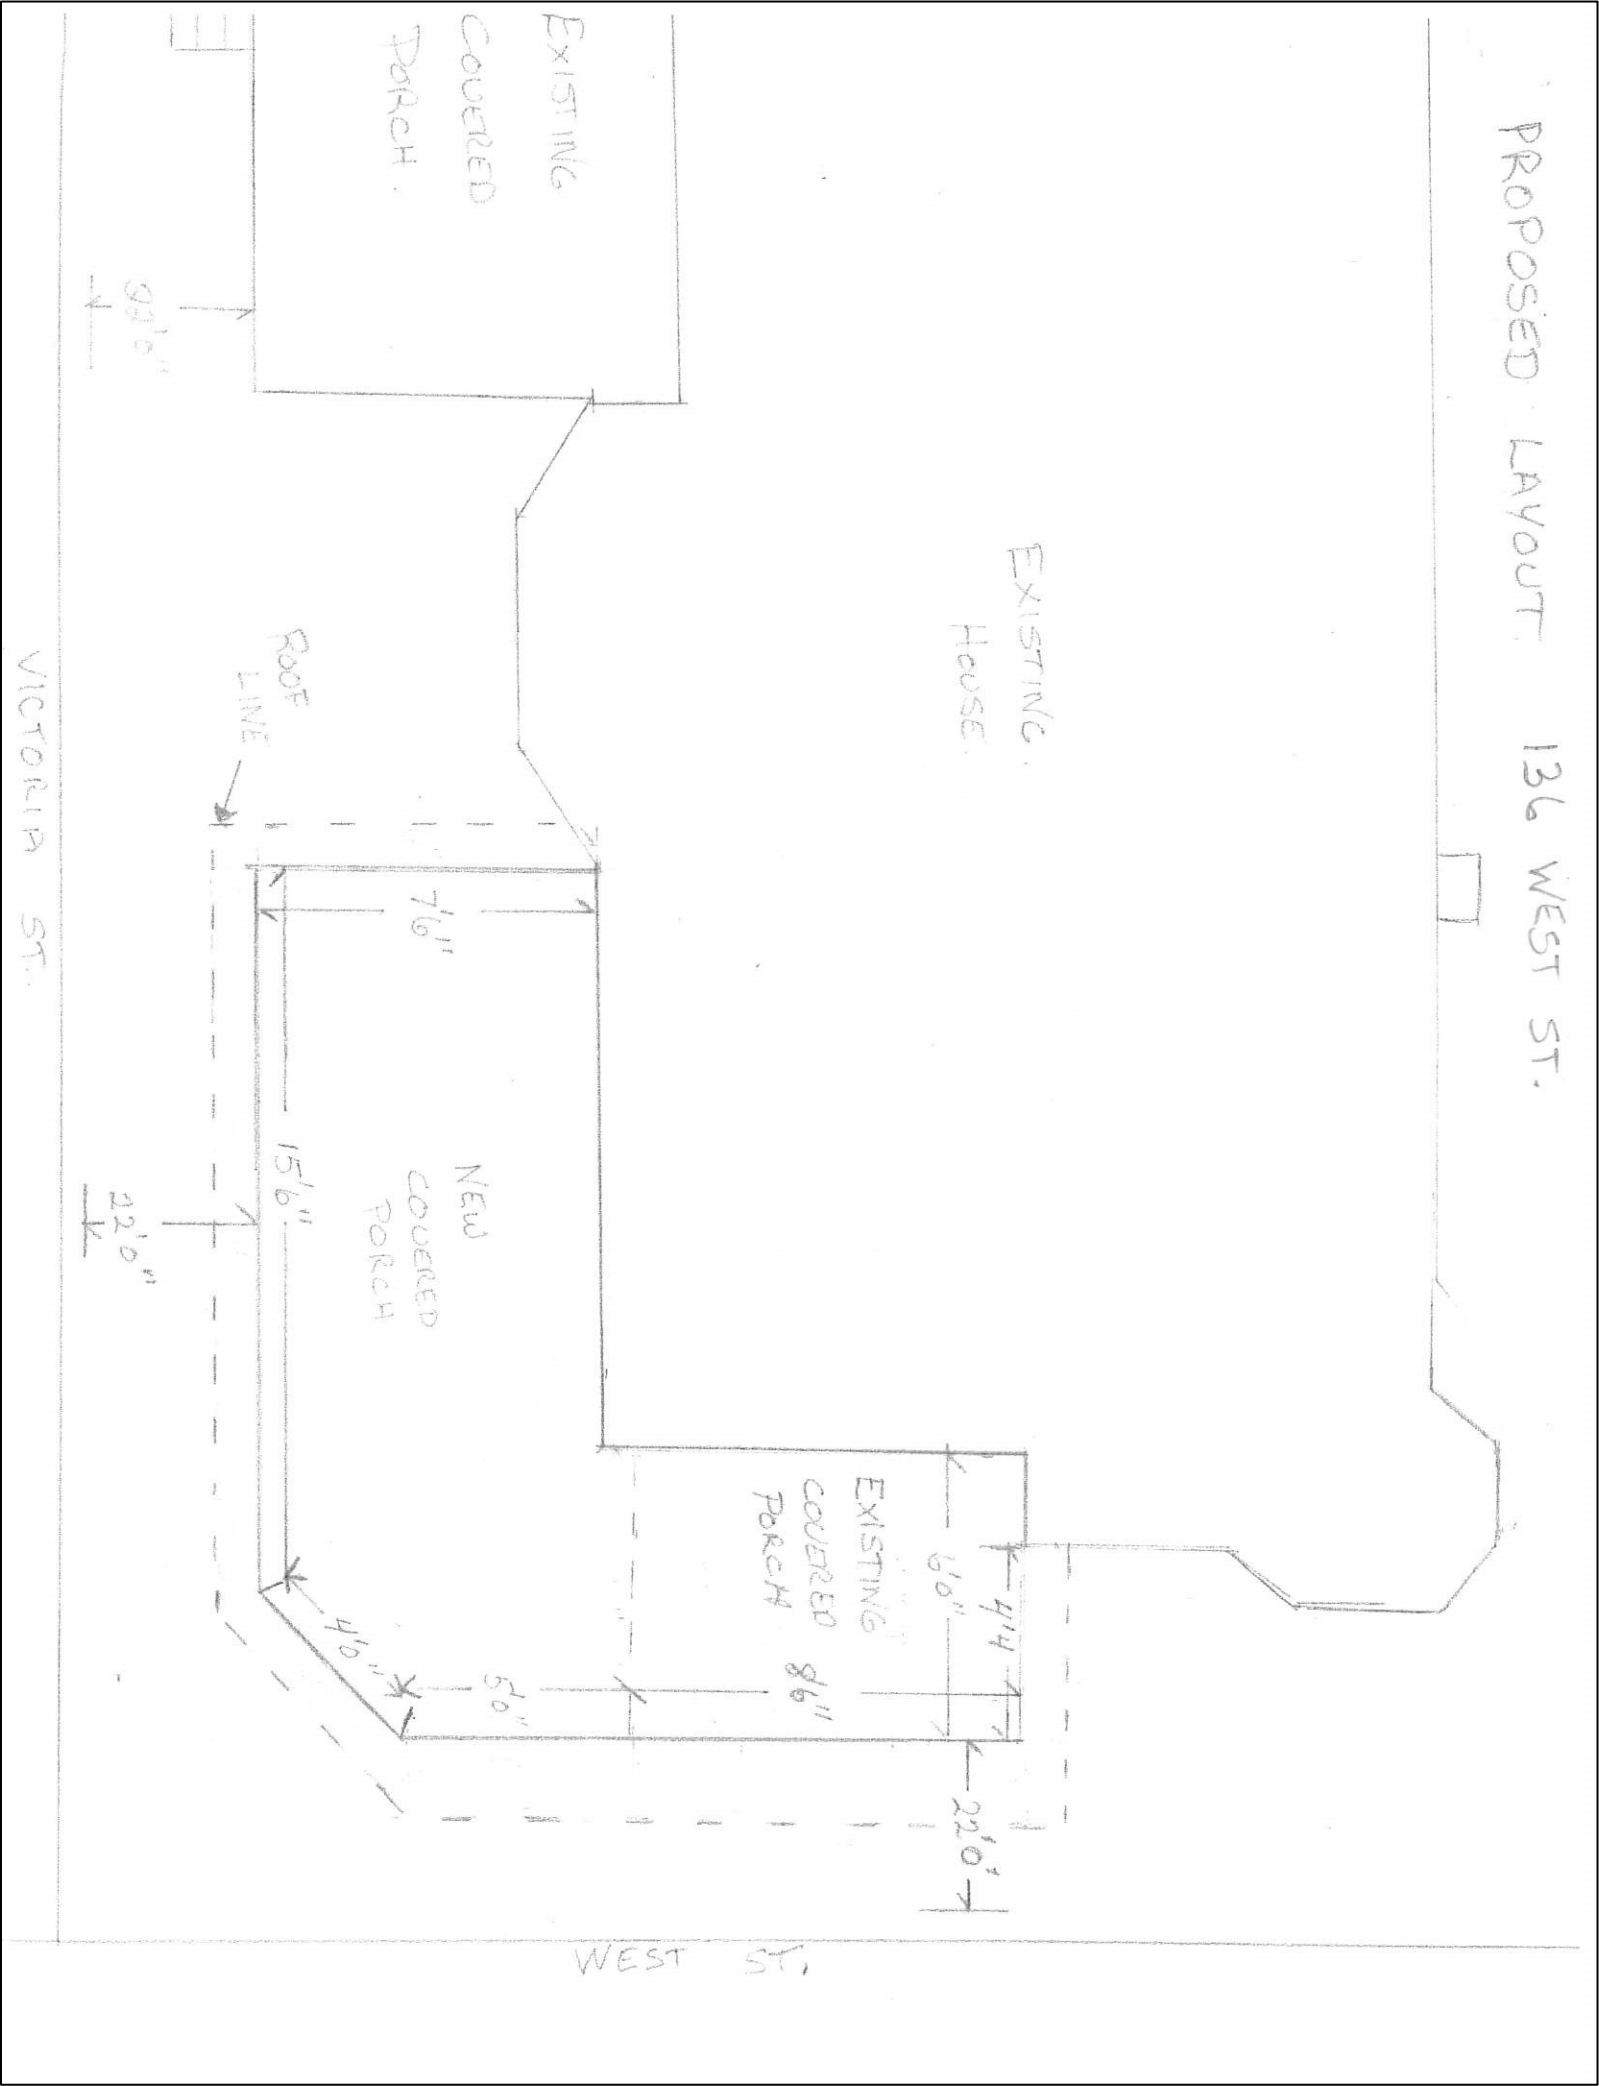 PROPOSED LAYOUT 136 WEST ST.
EXISTING
COVERED
PORCH.
EXISTING
HOUSE.
ROOF
LINE
7'6"
15'6"
NEW
COVERED
PORCH
22'0"
EXISTING
COVERED
PORCH
6'0"
4'4
8'6"
5'0"
4'0"
22'0"
WEST ST.
VICTORIA ST.